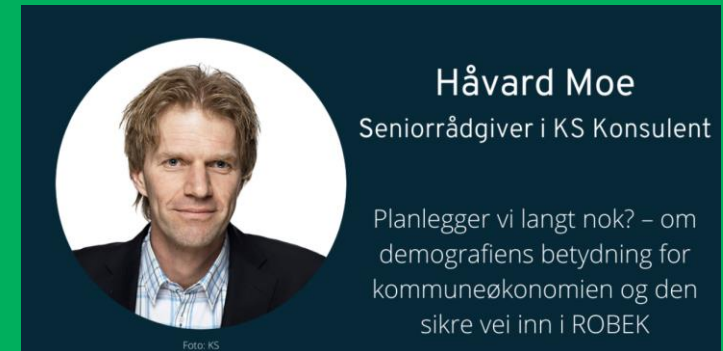 Håvard Moe
Seniorrådgiver i KS Konsulent
Planlegger vi langt nok? – om
demografiens betydning for
kommuneøkonomien og den
sikre vei inn i ROBEK
Foto: KS